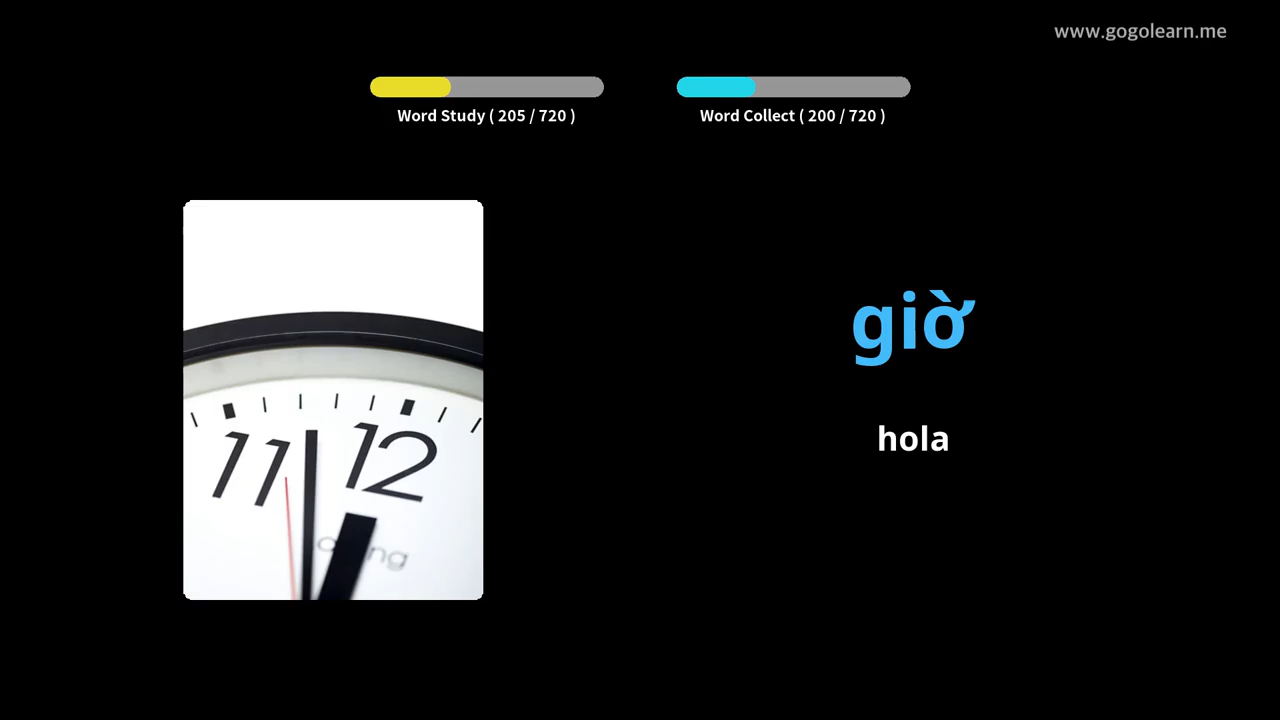 www.gogolearn.me
Word Study ( 205 / 720 )
Word Collect ( 200 / 720 )
giờ
hola
11
12